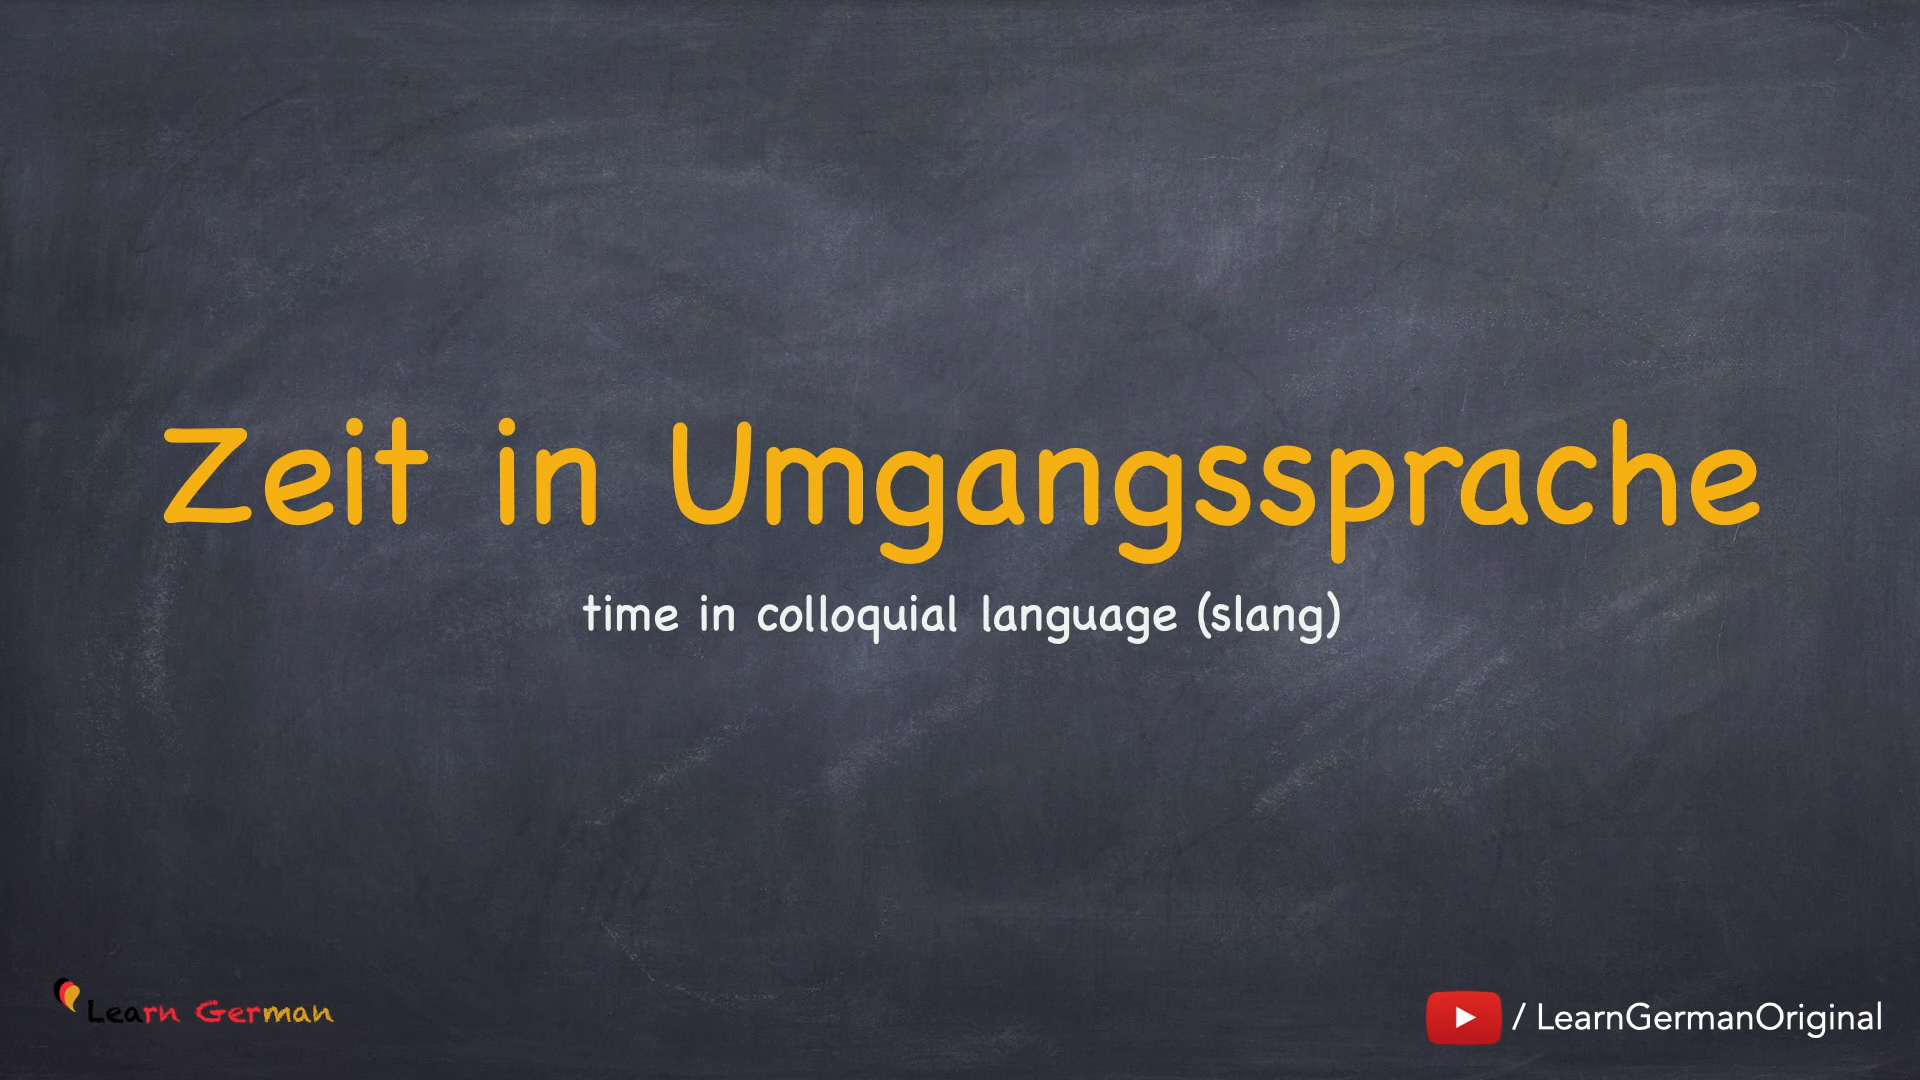 Zeit in Umgangssprache
time in colloquial language (slang)
Learn German
/ LearnGermanOriginal